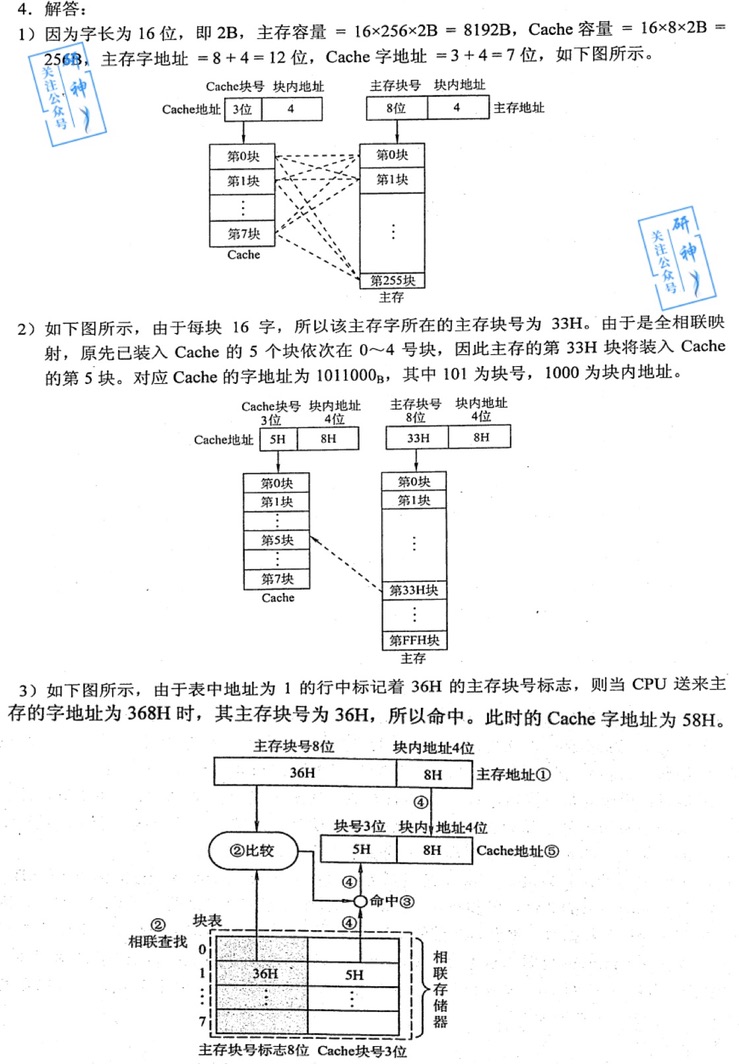 4．解答：
1）因为字长为 16 位，即 2B，主存容量 = 16×256×2B = 8192B，Cache 容量 = 16×8×2B =
256B，主存字地址 = 8 + 4 = 12 位，Cache 字地址 = 3 + 4 = 7 位，如下图所示。
Cache块号 块内地址 主存块号 块内地址
Cache地址 3位 4 8位 4 主存地址
第0块 第0块
第1块 第1块
⋮
第7块 ⋮
Cache
第255块
主存
研神
关注公众号
研神
关注公众号
2）如下图所示，由于每块 16 字，所以该主存字所在的主存块号为 33H。由于是全相联映
射，原先已装入 Cache 的 5 个块依次在 0～4 号块，因此主存的第 33H 块将装入 Cache
的第 5 块。对应 Cache 的字地址为 1011000B，其中 101 为块号，1000 为块内地址。
Cache块号 块内地址 主存块号 块内地址
3位 4位 8位 4位
Cache地址 5H 8H 33H 8H
第0块 第0块
第1块 第1块
⋮
第5块 ⋮
⋮
第7块 第33H块
Cache ⋮
第FFH块
主存
3）如下图所示，由于表中地址为 1 的行中标记着 36H 的主存块号标志，则当 CPU 送来主
存的字地址为 368H 时，其主存块号为 36H，所以命中。此时的 Cache 字地址为 58H。
主存块号8位 块内地址4位
36H 8H 主存地址①
④
块号3位 块内地址4位
②比较 5H 8H Cache地址⑤
④
命中③
② 块表 ④
相联查找 0
1 36H 5H
⋮ ⋮ ⋮
7
相联存储器
主存块号标志8位 Cache块号3位